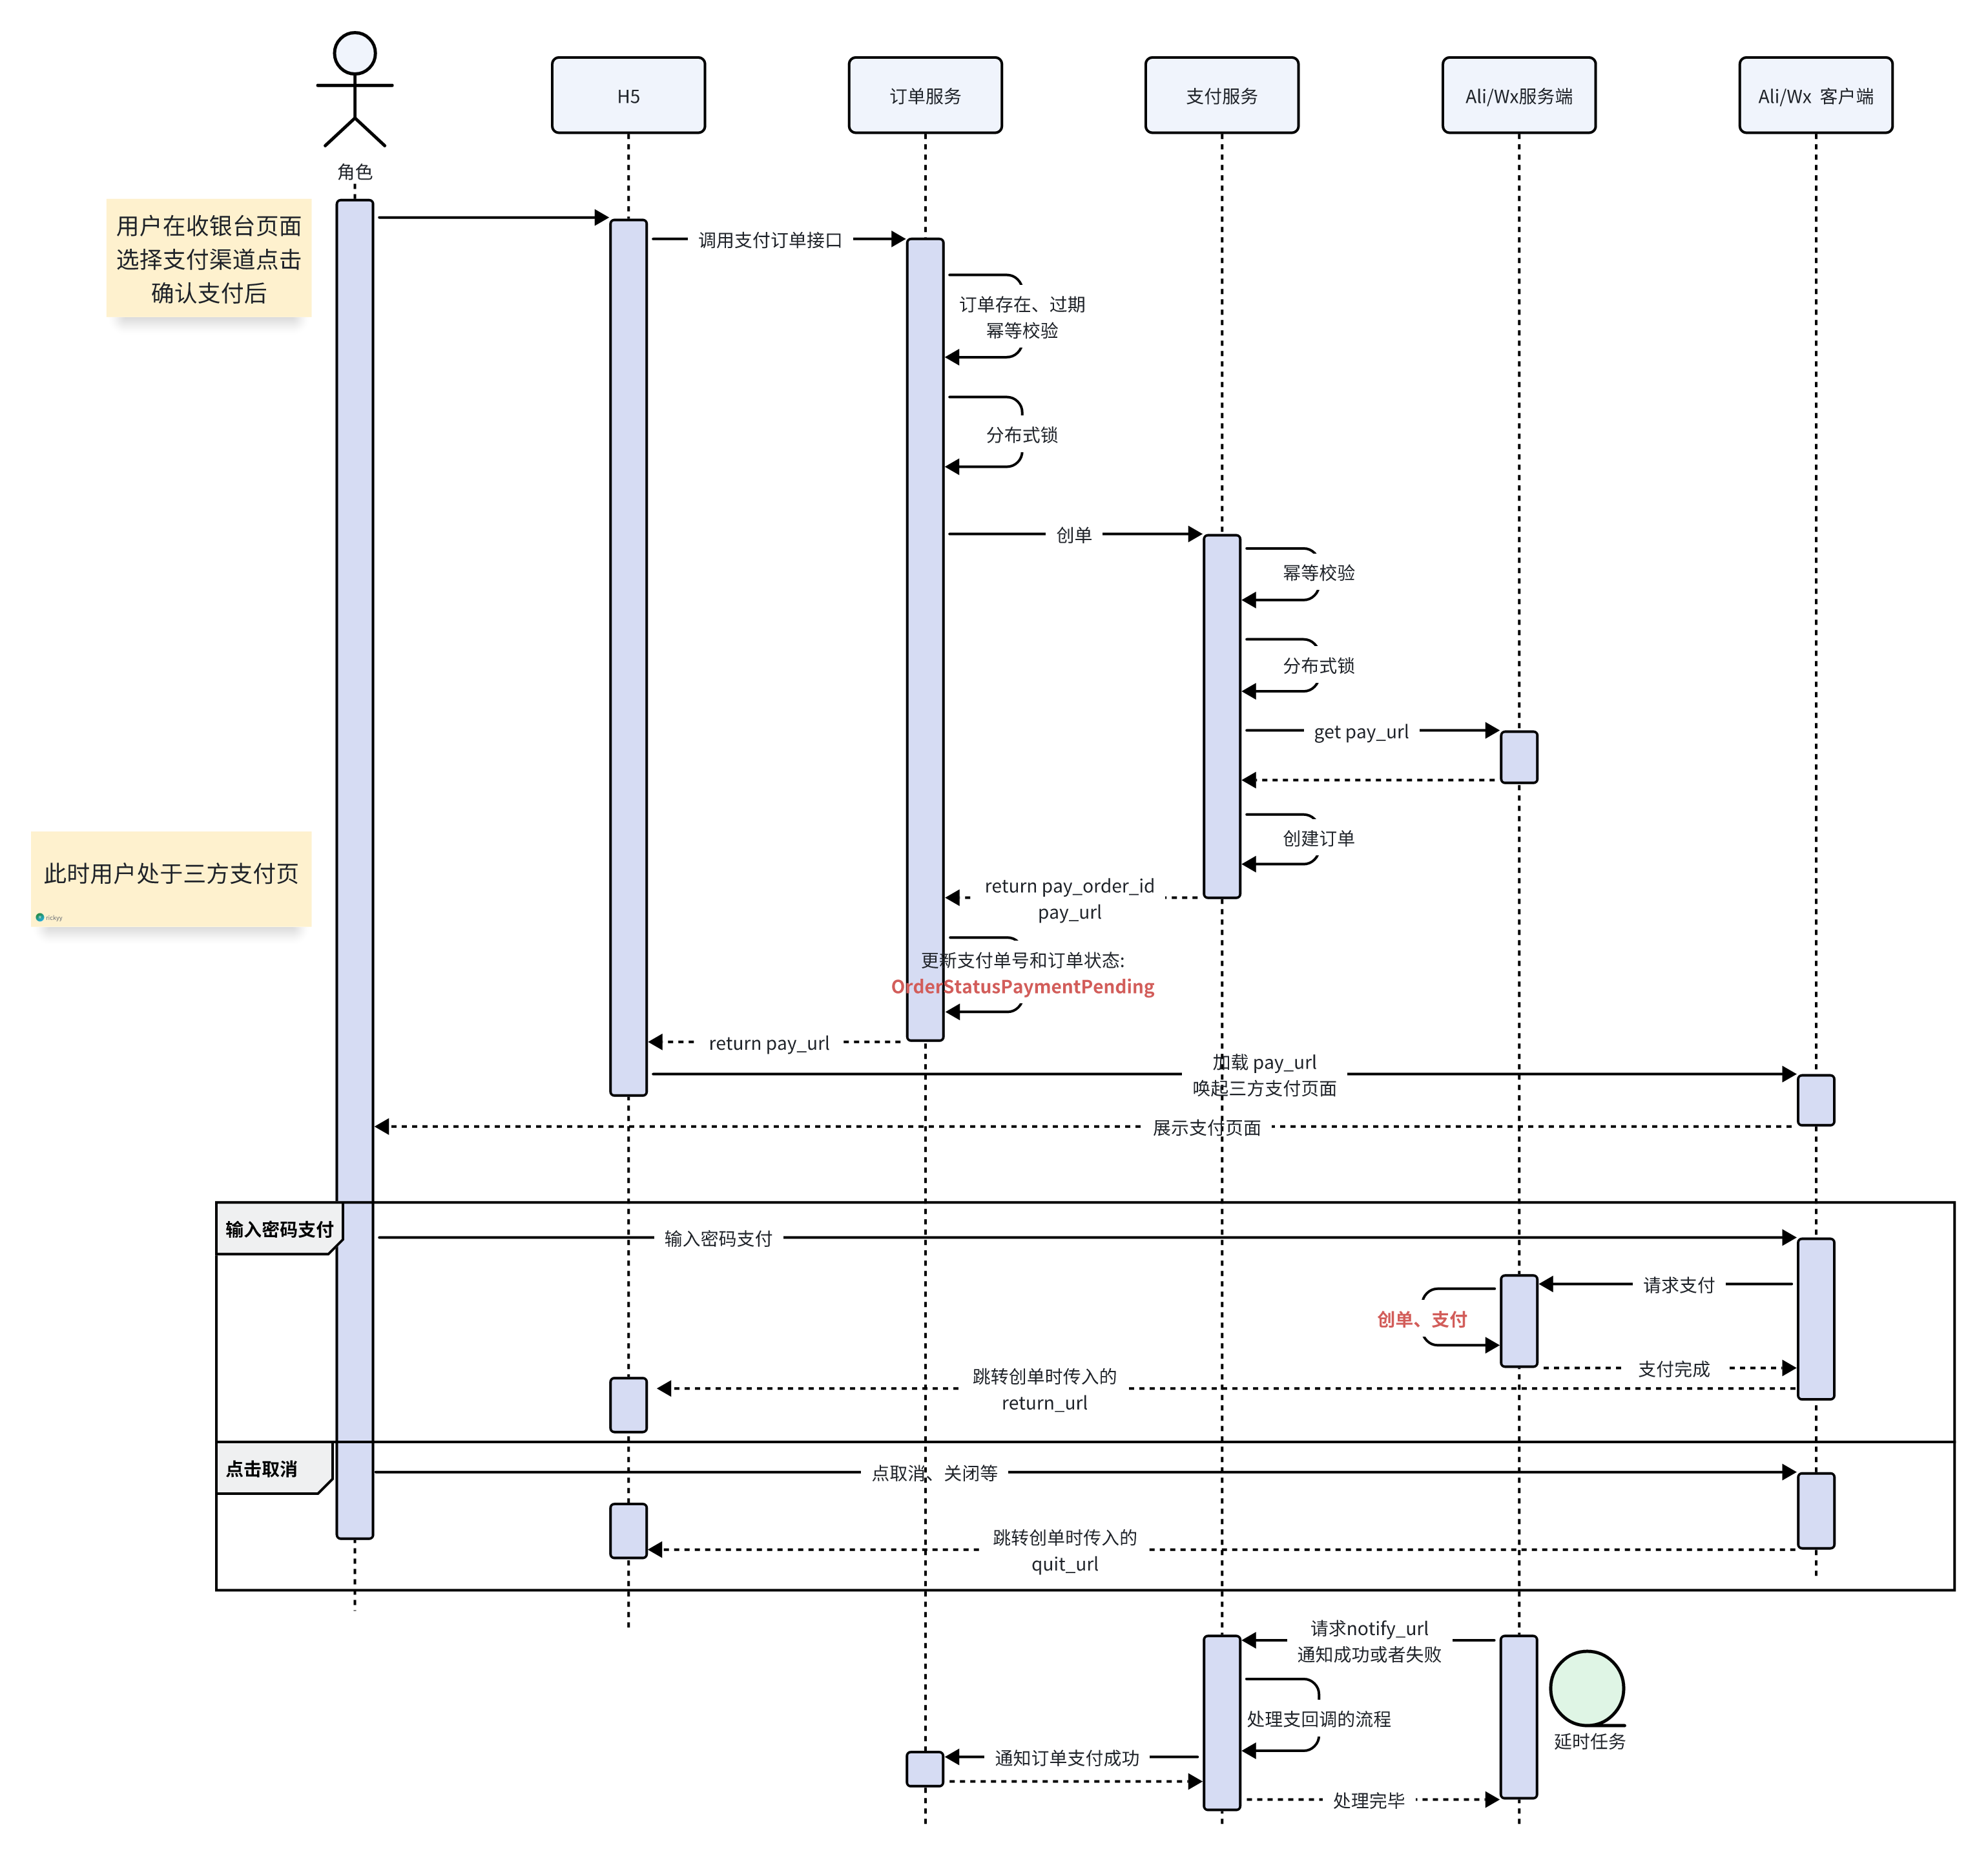 H5
订单服务
支付服务
Ali/Wx服务端
Ali/Wx 客户端
角色
用户在收银台页面
选择支付渠道点击
确认支付后
调用支付订单接口
订单存在、过期
幂等校验
分布式锁
创单
幂等校验
分布式锁
get pay_url
创建订单
此时用户处于三方支付页
rickyy
return pay_order_id
pay_url
更新支付单号和订单状态:
OrderStatusPaymentPending
return pay_url
加载 pay_url
唤起三方支付页面
展示支付页面
输入密码支付
输入密码支付
请求支付
创单、支付
支付完成
跳转创单时传入的
return_url
点击取消
点取消、关闭等
跳转创单时传入的
quit_url
请求notify_url
通知成功或者失败
处理支回调的流程
延时任务
通知订单支付成功
处理完毕